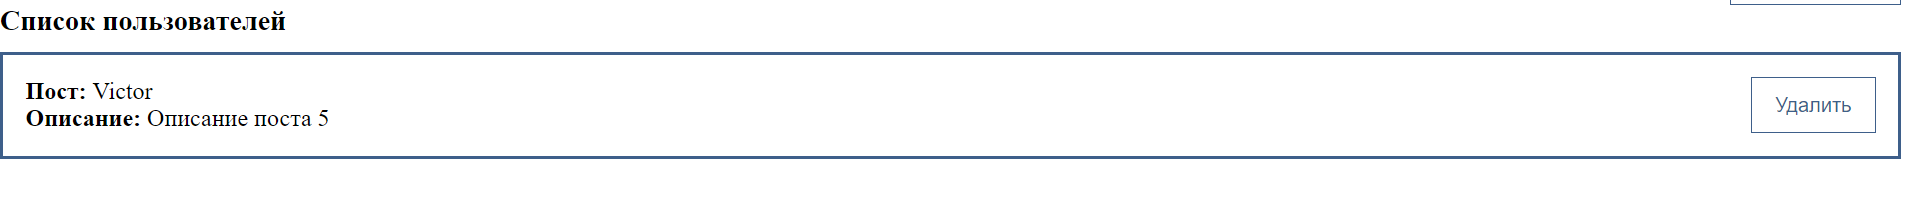 Список пользователей
Пост: Victor
Описание: Описание поста 5
Удалить